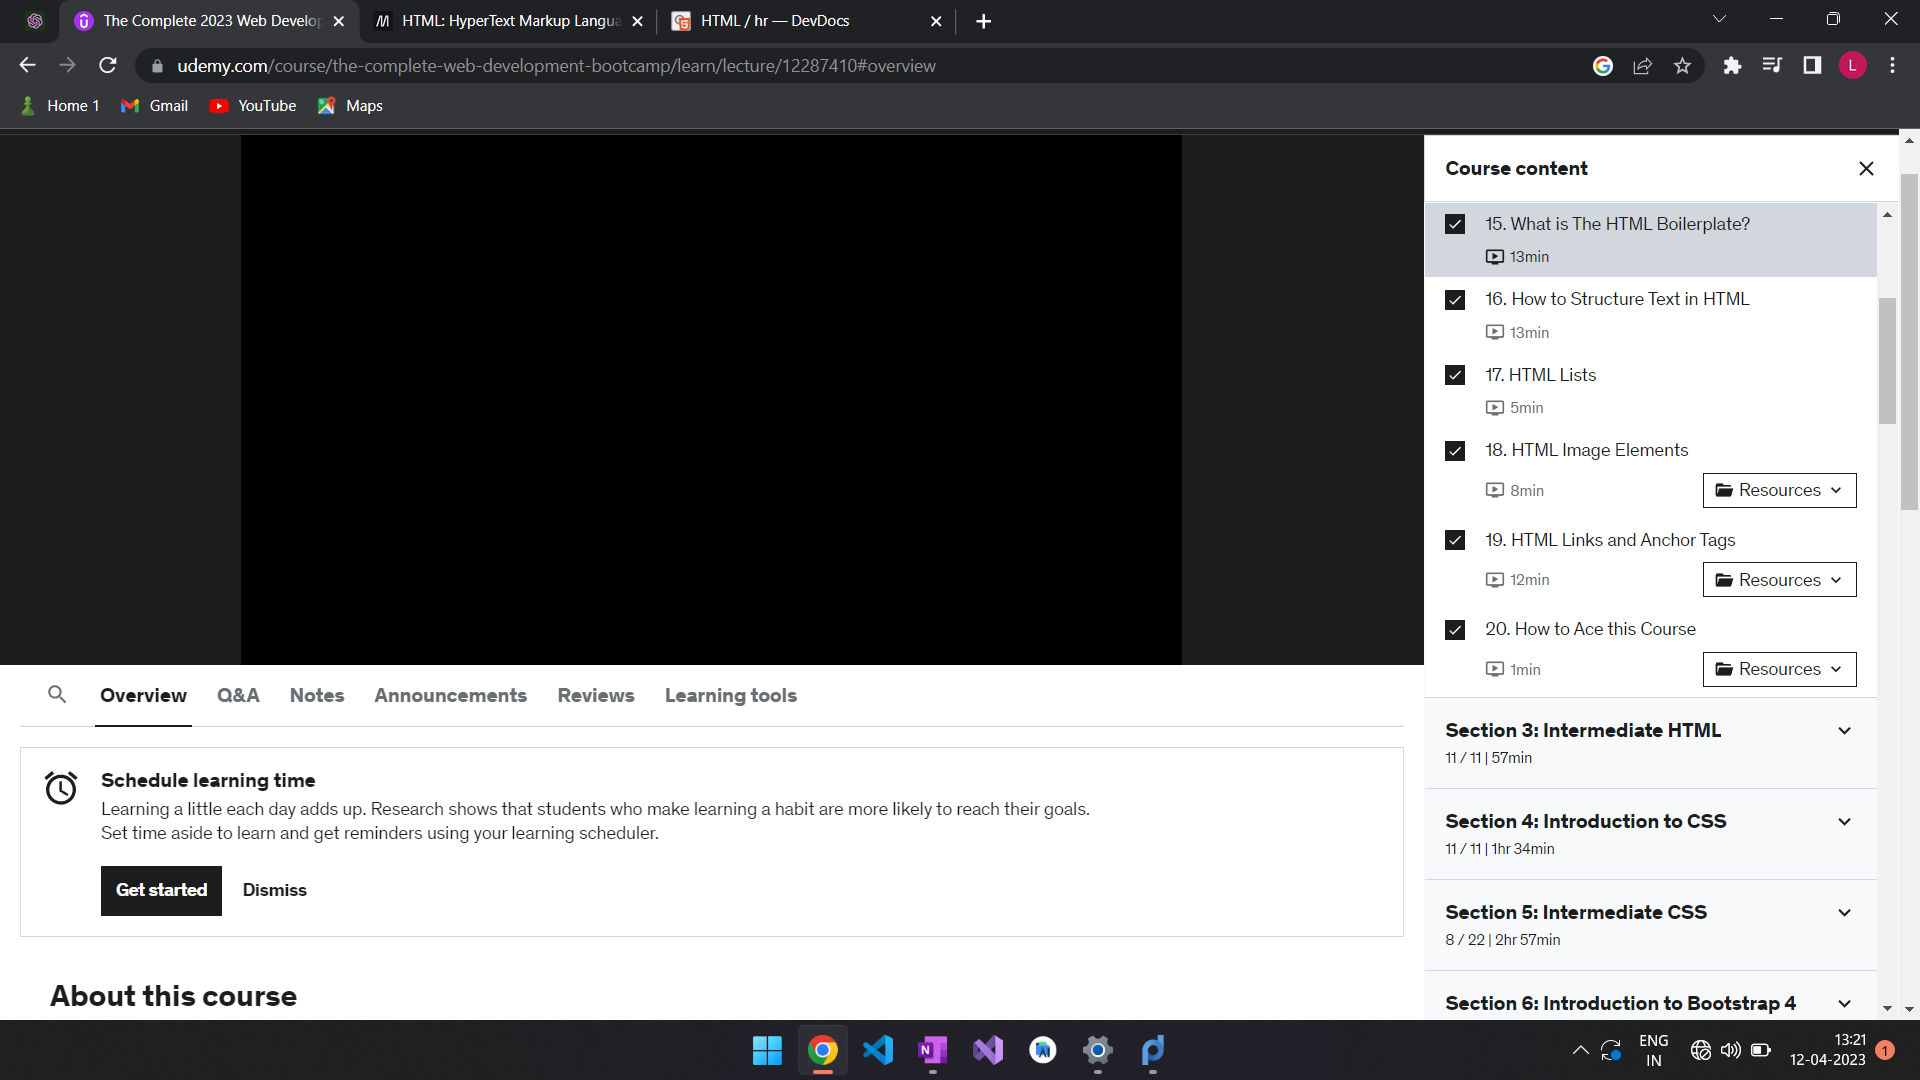 The Complete 2023 Web Develop
HTML: HyperText Markup Langua
HTML / hr — DevDocs
udemy.com/course/the-complete-web-development-bootcamp/learn/lecture/12287410#overview
L
Home 1
Gmail
YouTube
Maps
Course content
15. What is The HTML Boilerplate?
13min
16. How to Structure Text in HTML
13min
17. HTML Lists
5min
18. HTML Image Elements
8min
Resources
19. HTML Links and Anchor Tags
12min
Resources
20. How to Ace this Course
1min
Resources
Section 3: Intermediate HTML
11 / 11 | 57min
Section 4: Introduction to CSS
11 / 11 | 1hr 34min
Section 5: Intermediate CSS
8 / 22 | 2hr 57min
Section 6: Introduction to Bootstrap 4
Overview
Q&A
Notes
Announcements
Reviews
Learning tools
Schedule learning time
Learning a little each day adds up. Research shows that students who make learning a habit are more likely to reach their goals.
Set time aside to learn and get reminders using your learning scheduler.
Get started
Dismiss
About this course
ENG
IN
13:21
12-04-2023
1